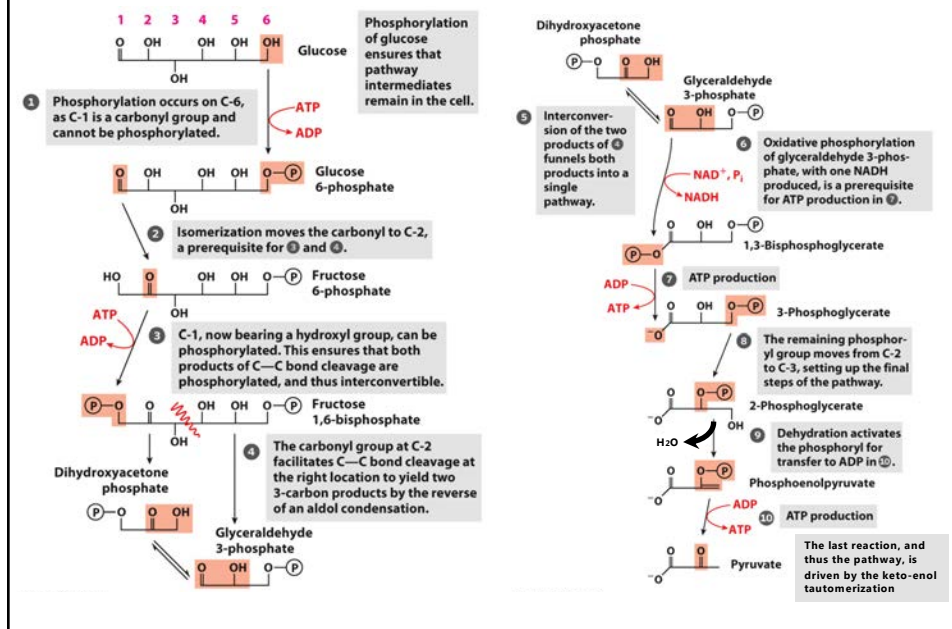 1 2 3 4 5 6
O OH OH OH OH
OH
Glucose
Phosphorylation
of glucose
ensures that
pathway
intermediates
remain in the cell.
1 Phosphorylation occurs on C-6,
as C-1 is a carbonyl group and
cannot be phosphorylated.
ATP
ADP
O OH OH OH O P
OH
Glucose
6-phosphate
2 Isomerization moves the carbonyl to C-2,
a prerequisite for 3 and 4.
HO O OH OH O P
OH
Fructose
6-phosphate
ATP
ADP
3 C-1, now bearing a hydroxyl group, can be
phosphorylated. This ensures that both
products of C—C bond cleavage are
phosphorylated, and thus interconvertible.
P O O OH OH O P
OH
Fructose
1,6-bisphosphate
4 The carbonyl group at C-2
facilitates C—C bond cleavage at
the right location to yield two
3-carbon products by the reverse
of an aldol condensation.
Dihydroxyacetone
phosphate
P O O OH
Glyceraldehyde
3-phosphate
O OH O P
Dihydroxyacetone
phosphate
P O O OH
Glyceraldehyde
3-phosphate
O OH O P
5 Interconver-
sion of the two
products of 4
funnels both
products into a
single
pathway.
6 Oxidative phosphorylation
of glyceraldehyde 3-phos-
phate, with one NADH
produced, is a prerequisite
for ATP production in 7.
NAD+, Pi
NADH
O OH O P
P O
1,3-Bisphosphoglycerate
7 ATP production
ADP
ATP
O OH O P
−O
3-Phosphoglycerate
8 The remaining phosphor-
yl group moves from C-2
to C-3, setting up the final
steps of the pathway.
O O P
−O OH
2-Phosphoglycerate
H2O
9 Dehydration activates
the phosphoryl for
transfer to ADP in 10.
O O P
−O
Phosphoenolpyruvate
ADP
ATP
10 ATP production
O O
−O
Pyruvate
The last reaction, and
thus the pathway, is
driven by the keto-enol
tautomerization